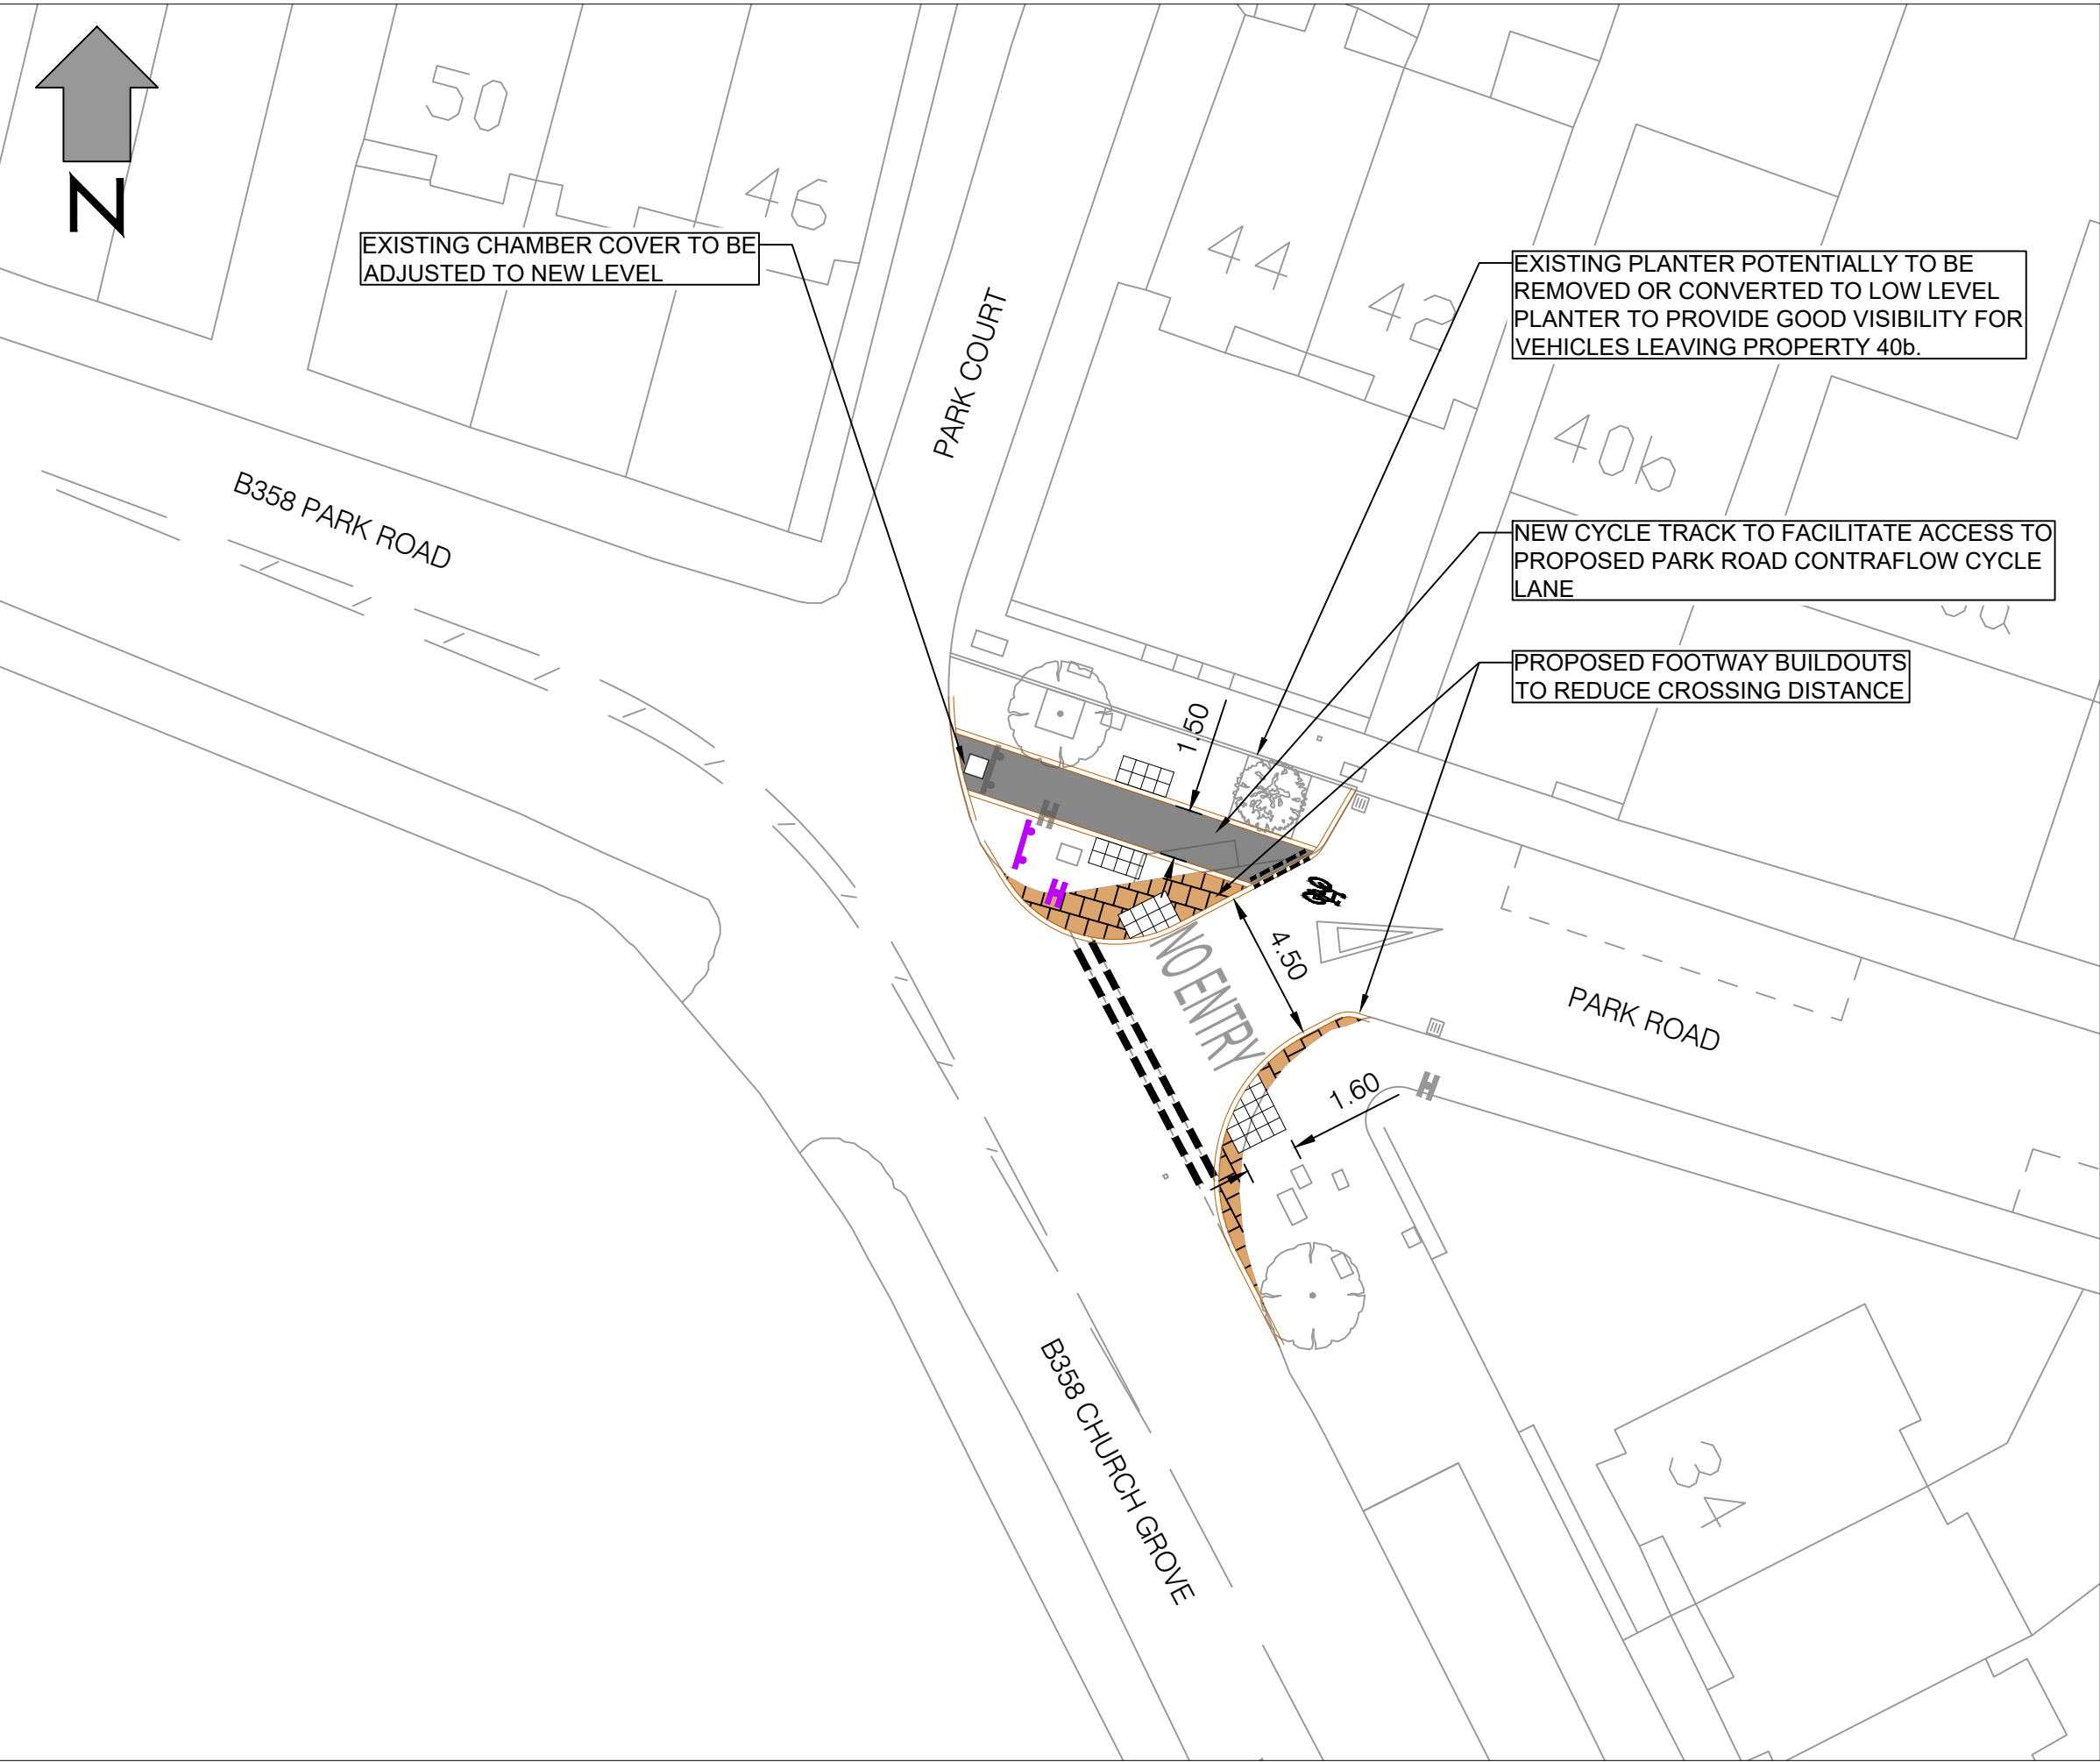 50
46
N
EXISTING CHAMBER COVER TO BE
ADJUSTED TO NEW LEVEL
44
42
EXISTING PLANTER POTENTIALLY TO BE
REMOVED OR CONVERTED TO LOW LEVEL
PLANTER TO PROVIDE GOOD VISIBILITY FOR
VEHICLES LEAVING PROPERTY 40b.
PARK COURT
40b
B358 PARK ROAD
NEW CYCLE TRACK TO FACILITATE ACCESS TO
PROPOSED PARK ROAD CONTRAFLOW CYCLE
LANE
PROPOSED FOOTWAY BUILDOUTS
TO REDUCE CROSSING DISTANCE
1.50
H
H
4.50
NO ENTRY
PARK ROAD
1.60
H
B358 CHURCH GROVE
34